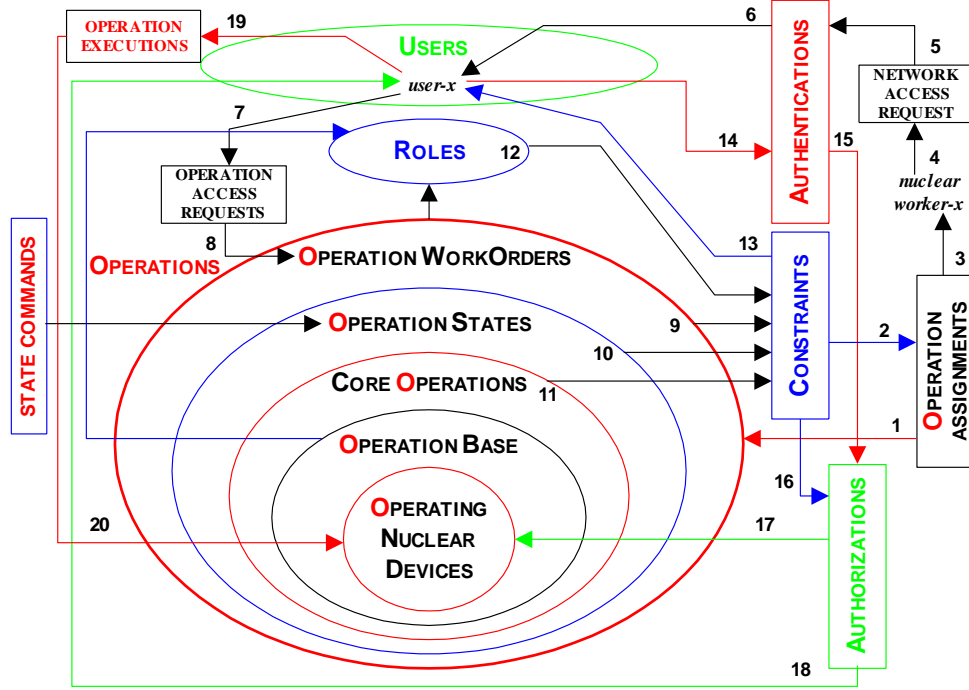 OPERATION
EXECUTIONS
19
USERS
user-x
6
AUTHENTICATIONS
5
NETWORK
ACCESS
REQUEST
7
14
15
ROLES
12
4
nuclear
worker-x
OPERATION
ACCESS
REQUESTS
8
OPERATIONS
OPERATION WORKORDERS
13
3
STATE COMMANDS
OPERATION STATES
9
10
CONSTRAINTS
2
OPERATION
ASSIGNMENTS
CORE OPERATIONS
11
1
OPERATION BASE
16
OPERATING
NUCLEAR
DEVICES
20
17
AUTHORIZATIONS
18